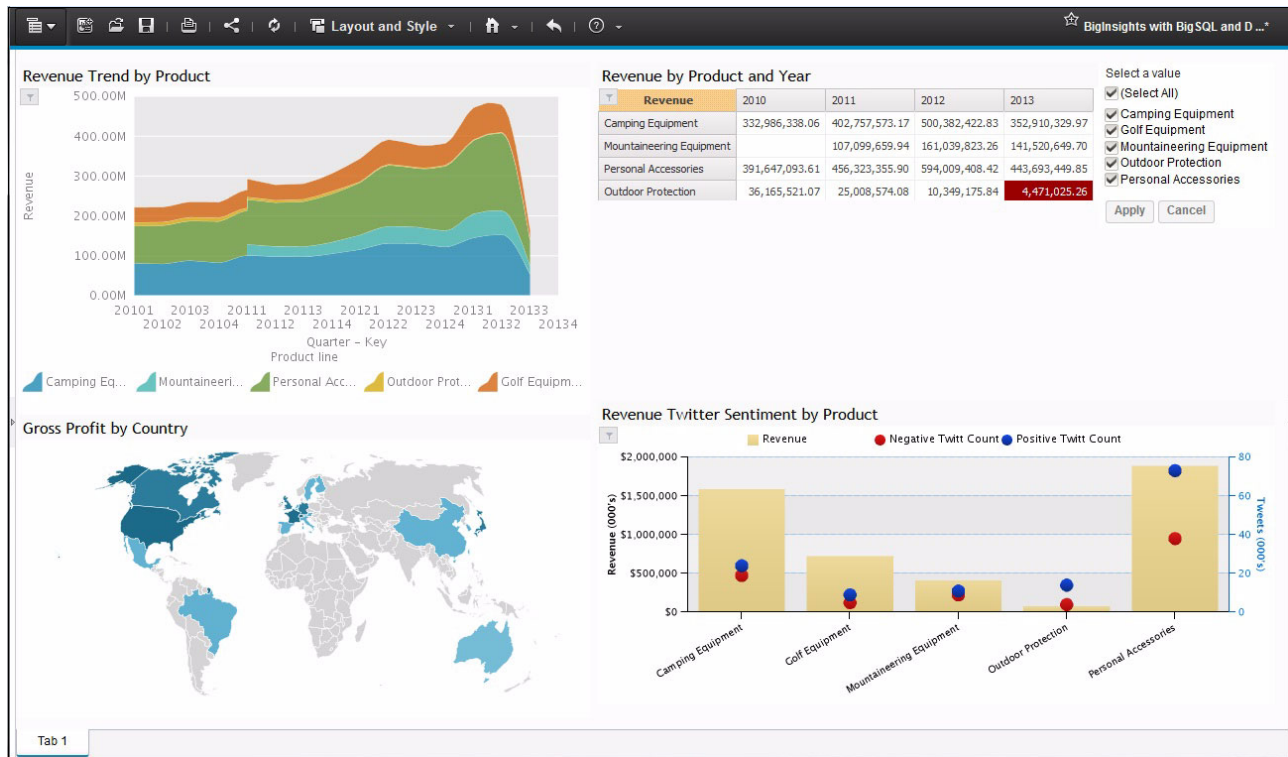 Layout and Style
BigInsights with BigSQL and D ...*
Revenue Trend by Product
500.00M
400.00M
300.00M
200.00M
100.00M
0.00M
Revenue
20101 20103 20111 20113 20121 20123 20131 20133
20102 20104 20112 20114 20122 20124 20132 20134
Quarter – Key
Product line
Camping Eq... Mountaineeri... Personal Acc... Outdoor Prot... Golf Equipm...
Revenue by Product and Year
Revenue 2010 2011 2012 2013
Camping Equipment 332,986,338.06 402,757,573.17 500,382,422.83 352,910,329.97
Mountaineering Equipment 107,099,659.94 161,039,823.26 141,520,649.70
Personal Accessories 391,647,093.61 456,323,355.90 594,009,408.42 443,693,449.85
Outdoor Protection 36,165,521.07 25,008,574.08 10,349,175.84 4,471,025.26
Select a value
(Select All)
Camping Equipment
Golf Equipment
Mountaineering Equipment
Outdoor Protection
Personal Accessories
Apply Cancel
Gross Profit by Country
Revenue Twitter Sentiment by Product
Revenue Negative Twitt Count Positive Twitt Count
$2,000,000
$1,500,000
$1,000,000
$500,000
$0
Revenue (000's)
80
60
40
20
0
Tweets (000's)
Camping Equipment
Golf Equipment
Mountaineering Equipment
Outdoor Protection
Personal Accessories
Tab 1